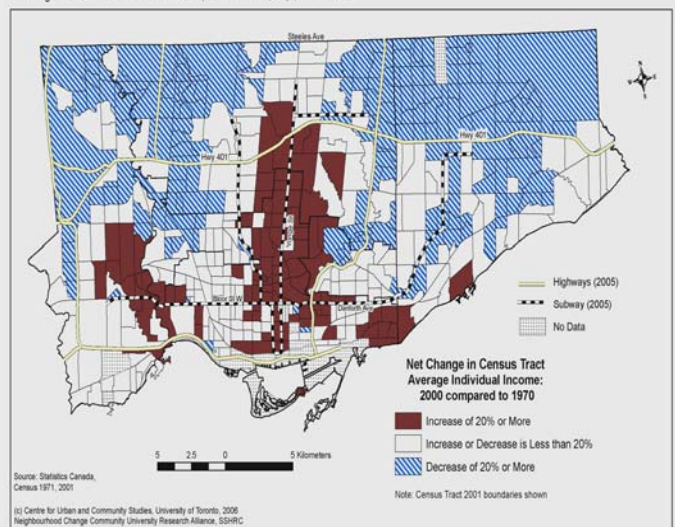 Steeles Ave
Hwy 401
Hwy 401
Bloor St W
Danforth Ave
N
Highways (2005)
Subway (2005)
No Data
Net Change in Census Tract
Average Individual Income:
2000 compared to 1970
Increase of 20% or More
Increase or Decrease is Less than 20%
Decrease of 20% or More
Note: Census Tract 2001 boundaries shown
5 2.5 0 5 Kilometers
Source: Statistics Canada,
Census 1971, 2001
(c) Centre for Urban and Community Studies, University of Toronto, 2006
Neighbourhood Change Community University Research Alliance, SSHRC